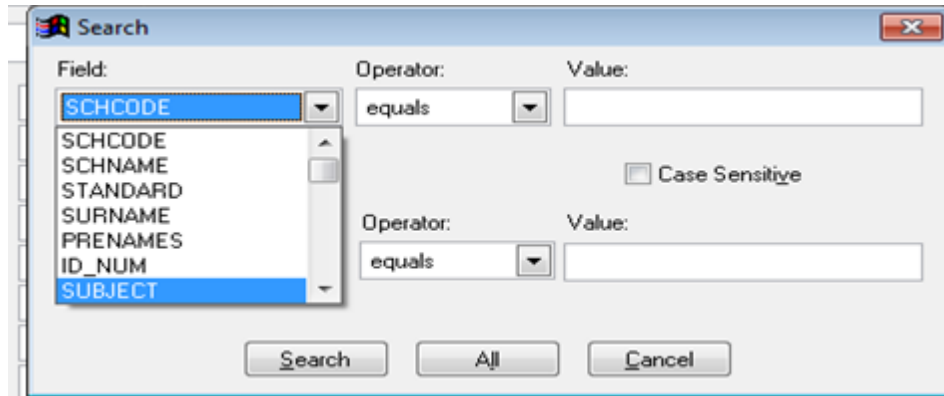 Search
Field: Operator: Value:
SCHCODE equals
SCHCODE
SCHNAME
STANDARD
SURNAME
PRENAMES
ID_NUM
SUBJECT
Case Sensitive
Operator: Value:
equals
Search All Cancel